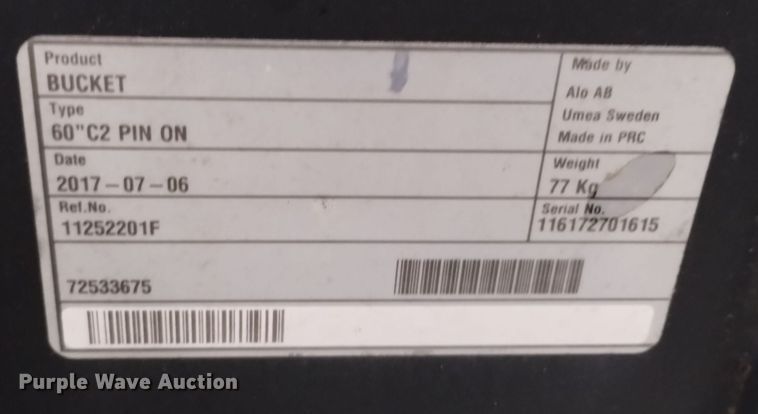 Product
BUCKET
Type
60"C2 PIN ON
Date
2017-07-06
Ref.No.
11252201F
72533675
Made by
Alo AB
Umea Sweden
Made in PRC
Weight
77 Kg
Serial No.
116172701615
Purple Wave Auction